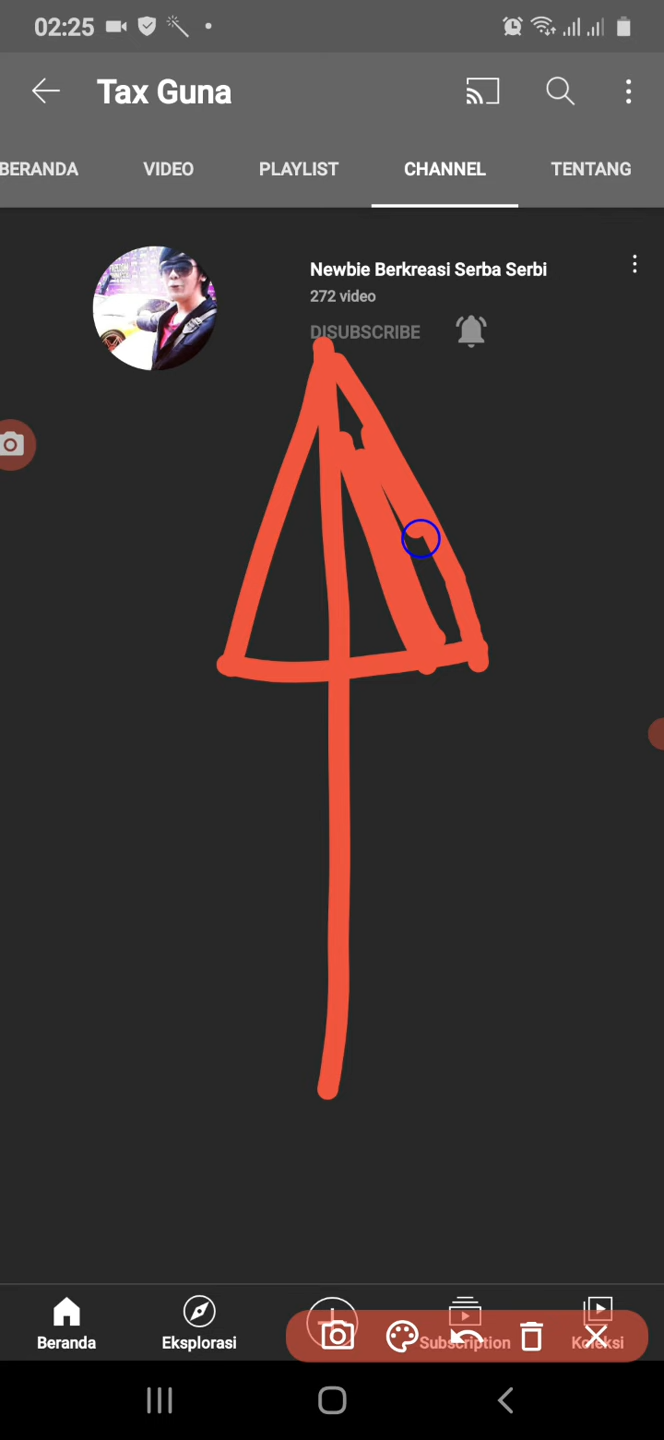 02:25
Tax Guna
BERANDA VIDEO PLAYLIST CHANNEL TENTANG
Newbie Berkreasi Serba Serbi
272 video
DISUBSCRIBE
Beranda Eksplorasi Subscription Koleksi